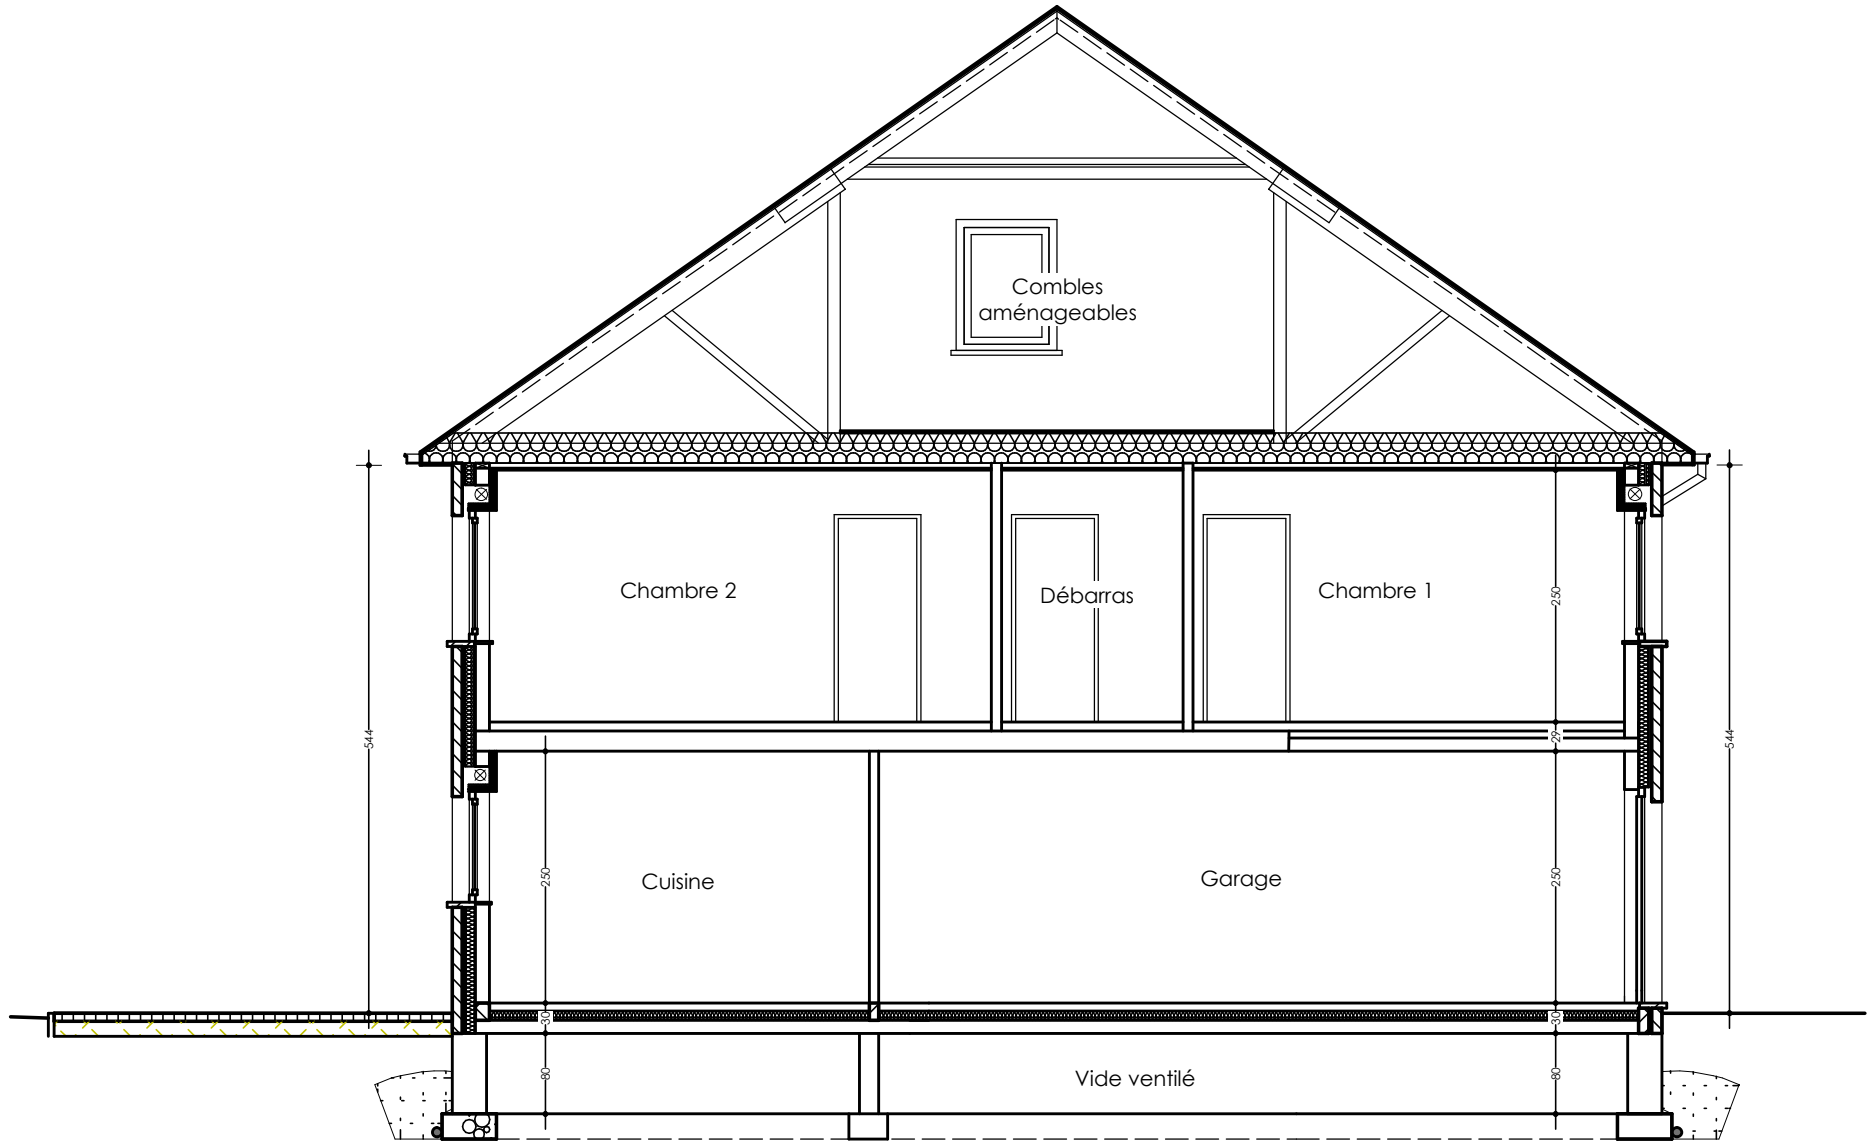 Combles
aménageables
Chambre 2
Débarras
Chambre 1
250
544
29
544
Cuisine
250
Garage
250
30
30
80
Vide ventilé
80